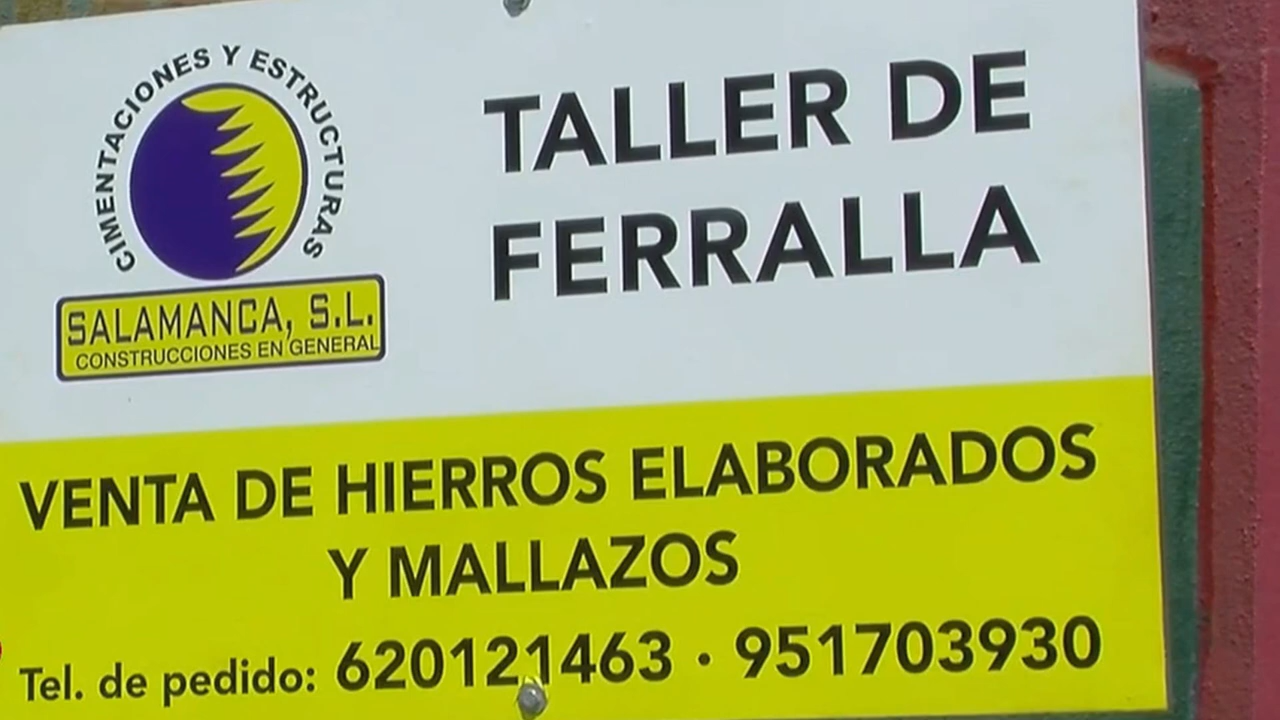 CIMENTACIONES Y ESTRUCTURAS
SALAMANCA, S.L.
CONSTRUCCIONES EN GENERAL
TALLER DE
FERRALLA
VENTA DE HIERROS ELABORADOS
Y MALLAZOS
Tel. de pedido: 620121463 · 951703930